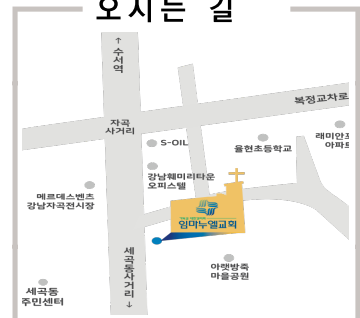 오시는 길
↑
수서역
복정교차로
자곡
사거리
S-OIL
율현초등학교
래미안포
아파트
강남훼미리타운
오피스텔
메르데스벤츠
강남자곡전시장
임마누엘교회
세곡동사거리
↓
아랫방죽
마을공원
세곡동
주민센터